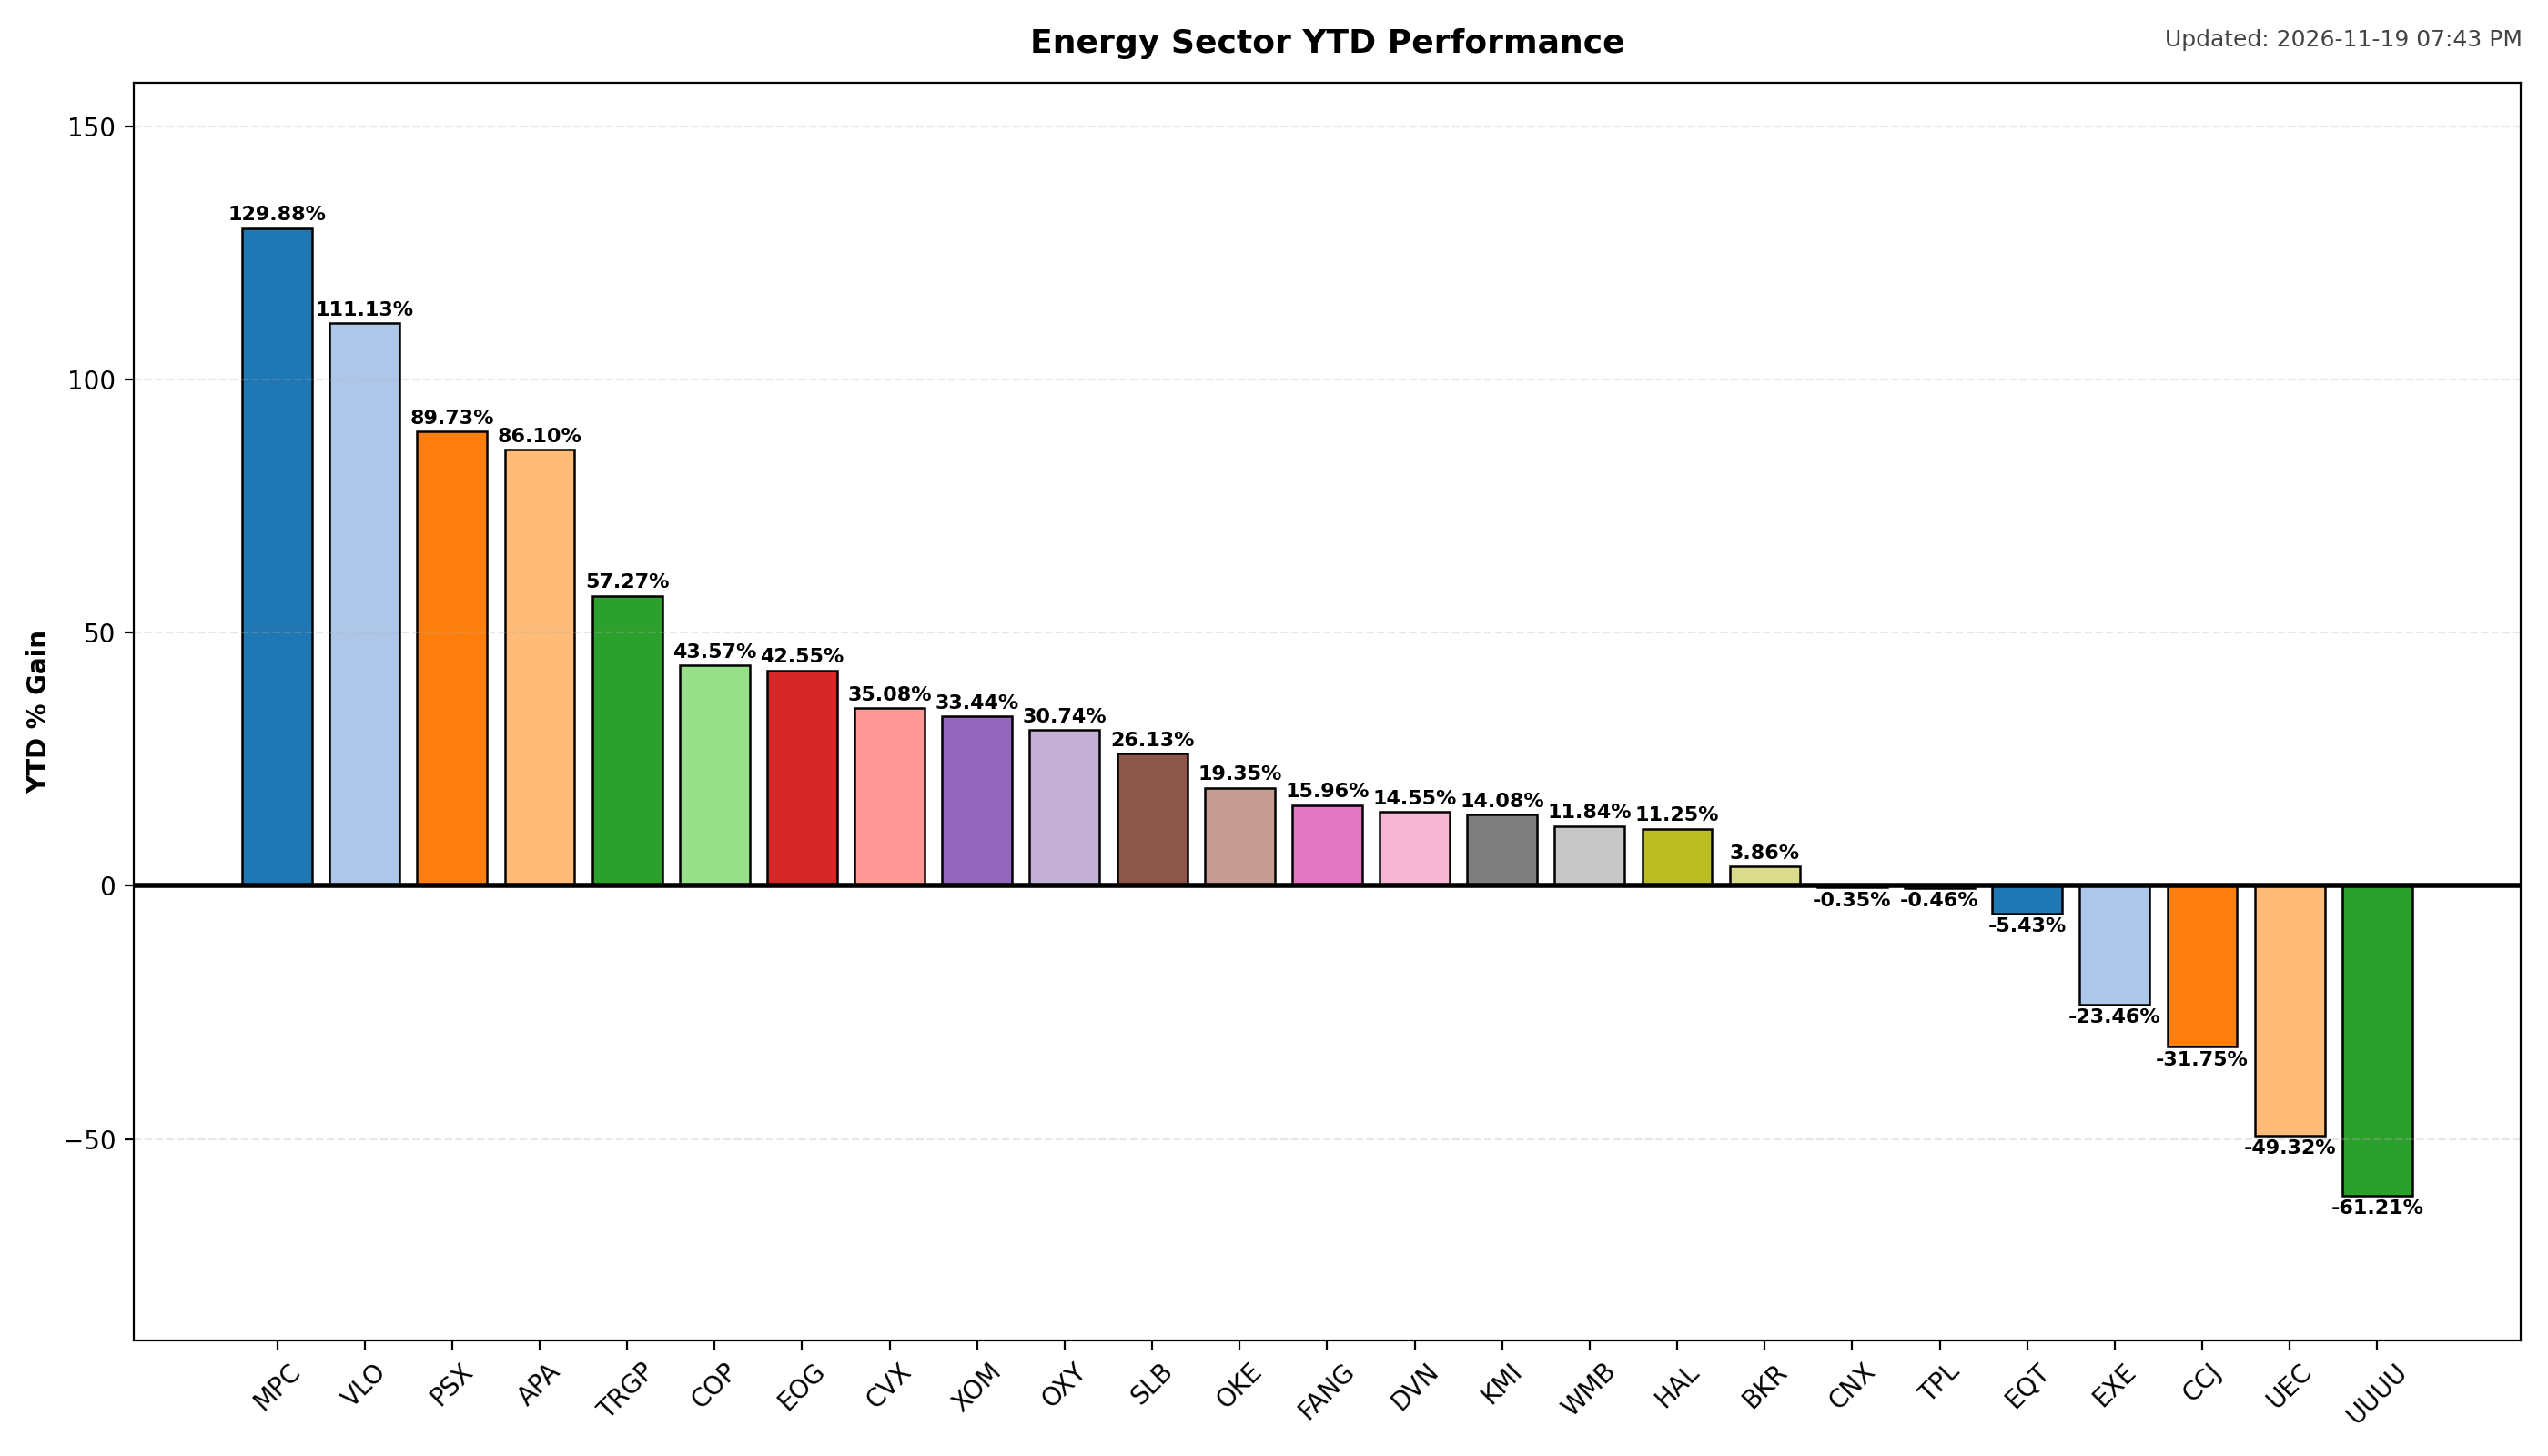 Energy Sector YTD Performance
Updated: 2026-11-19 07:43 PM
YTD % Gain
150
100
50
0
−50
129.88%
111.13%
89.73%
86.10%
57.27%
43.57%
42.55%
35.08%
33.44%
30.74%
26.13%
19.35%
15.96%
14.55%
14.08%
11.84%
11.25%
3.86%
-0.35%
-0.46%
-5.43%
-23.46%
-31.75%
-49.32%
-61.21%
MPC
VLO
PSX
APA
TRGP
COP
EOG
CVX
XOM
OXY
SLB
OKE
FANG
DVN
KMI
WMB
HAL
BKR
CNX
TPL
EQT
EXE
CCJ
UEC
UUUU